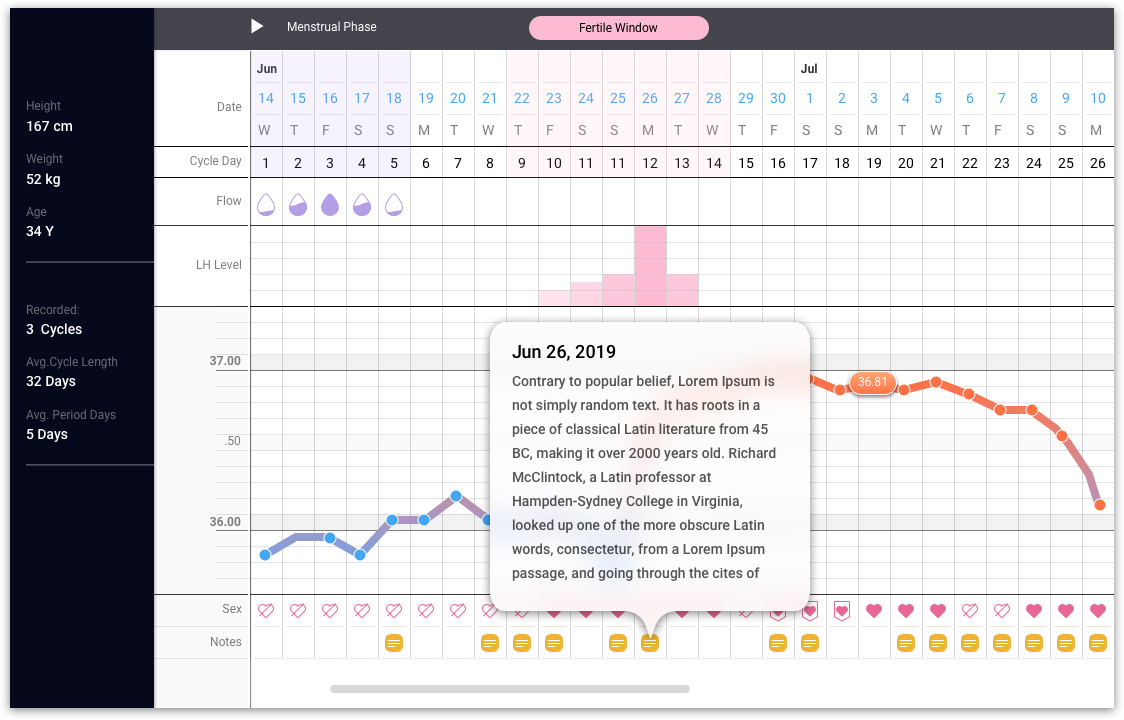 Menstrual Phase
Fertile Window
Height
167 cm
Weight
52 kg
Age
34 Y
Recorded:
3 Cycles
Avg.Cycle Length
32 Days
Avg. Period Days
5 Days
Jun Jul
Date 14 15 16 17 18 19 20 21 22 23 24 25 26 27 28 29 30 1 2 3 4 5 6 7 8 9 10
W T F S S M T W T F S S M T W T F S S M T W T F S S M
Cycle Day 1 2 3 4 5 6 7 8 9 10 11 11 12 13 14 15 16 17 18 19 20 21 22 23 24 25 26
Flow
LH Level
37.00
.50
36.00
36.81
Jun 26, 2019
Contrary to popular belief, Lorem Ipsum is
not simply random text. It has roots in a
piece of classical Latin literature from 45
BC, making it over 2000 years old. Richard
McClintock, a Latin professor at
Hampden-Sydney College in Virginia,
looked up one of the more obscure Latin
words, consectetur, from a Lorem Ipsum
passage, and going through the cites of
Sex
Notes